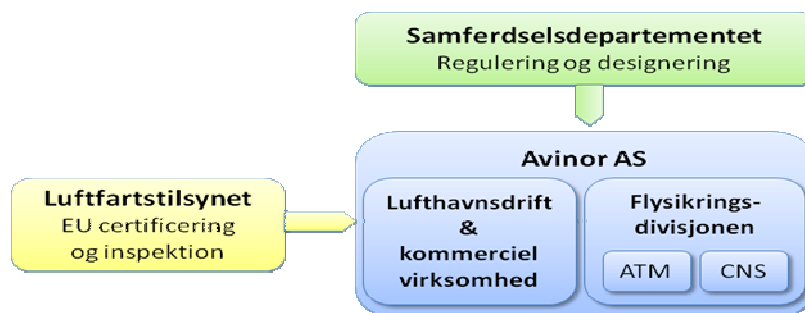 Samferdselsdepartementet
Regulering og designering
Avinor AS
Luftfartstilsynet
EU certificering
og inspektion
Lufthavnsdrift
&
kommerciel
virksomhed
Flysikrings-
divisjonen
ATM
CNS